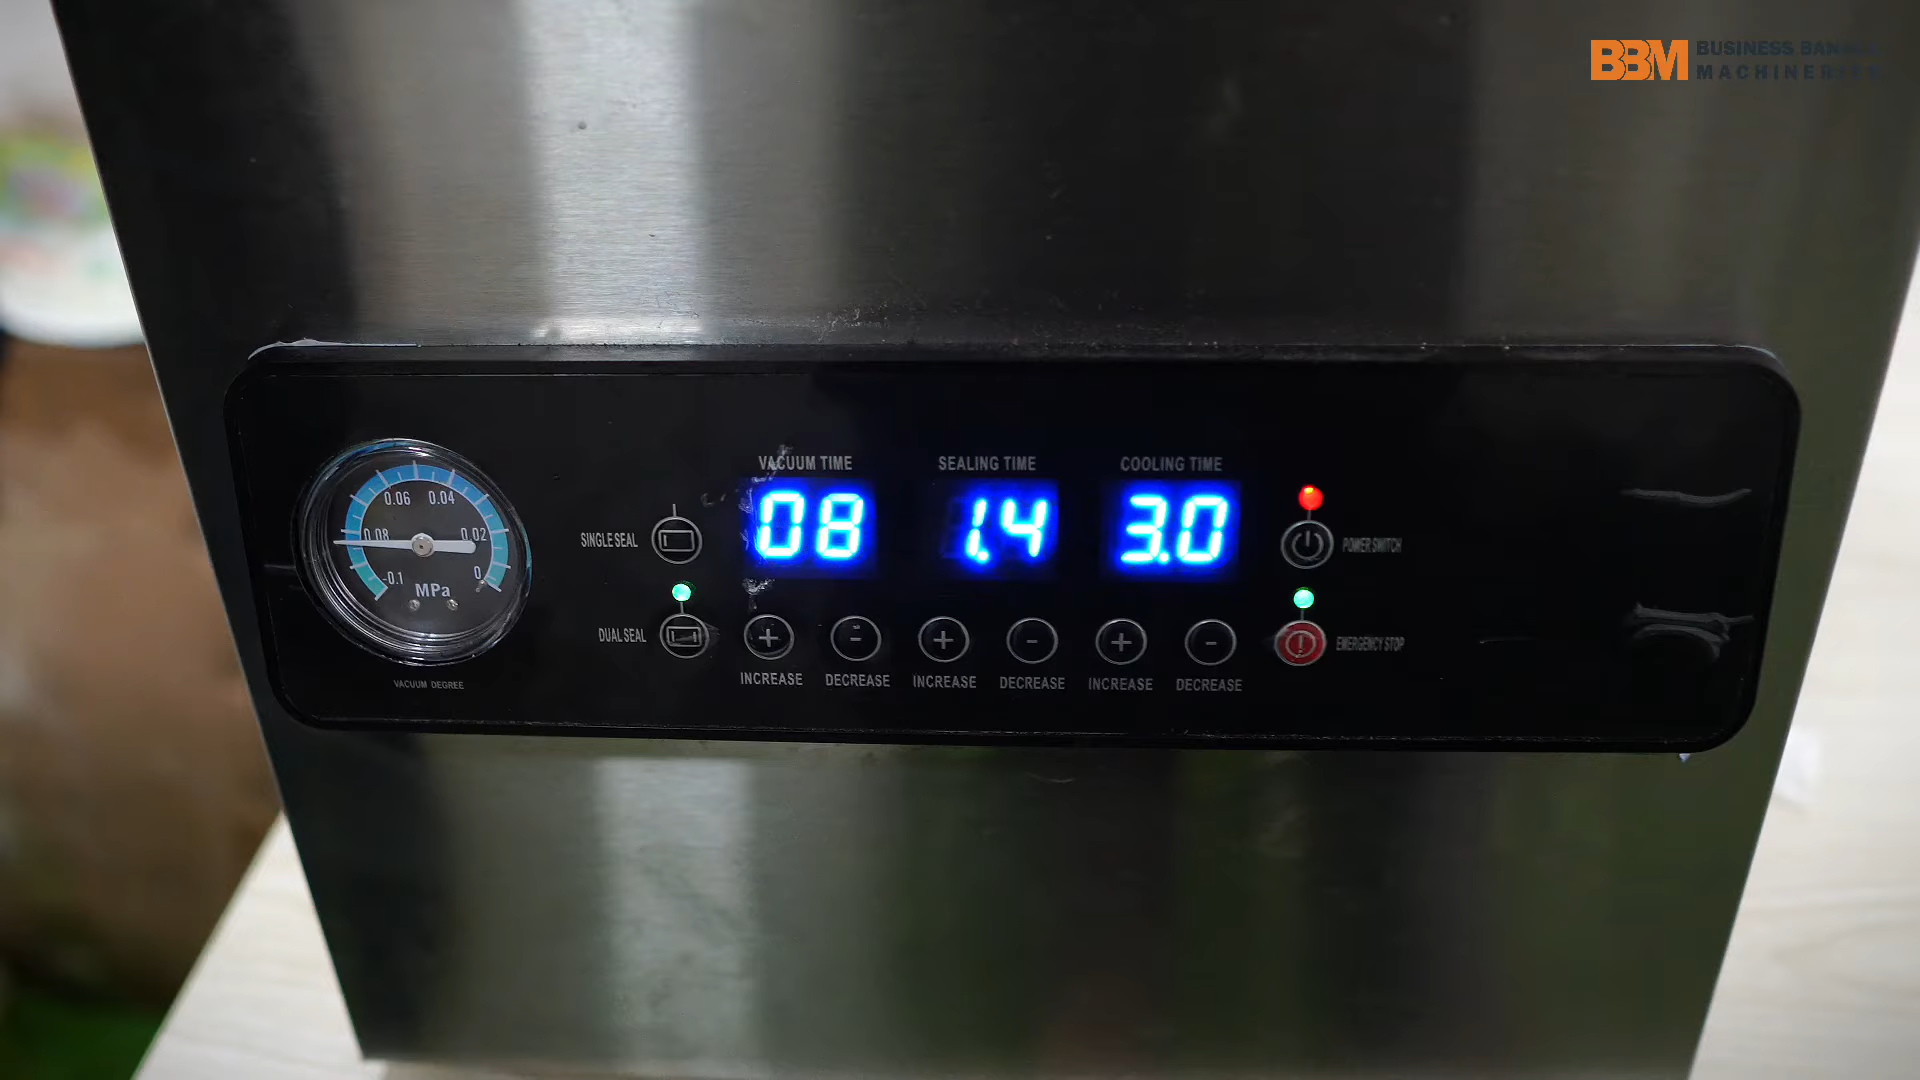 BBM BUSINESS
0.06 0.04
0.08 0.02
-0.1 0
MPa
VACUUM DEGREE
SINGLE SEAL
DUAL SEAL
VACUUM TIME SEALING TIME COOLING TIME
08 1.4 3.0
INCREASE DECREASE INCREASE DECREASE INCREASE DECREASE
POWER SWITCH
EMERGENCY STOP